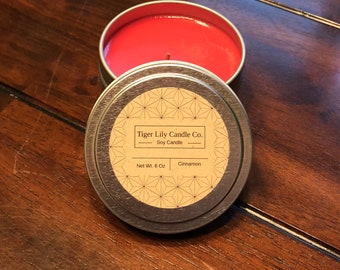 Tiger Lily Candle Co.
Soy Candle
Net Wt. 6 Oz
Cinnamon